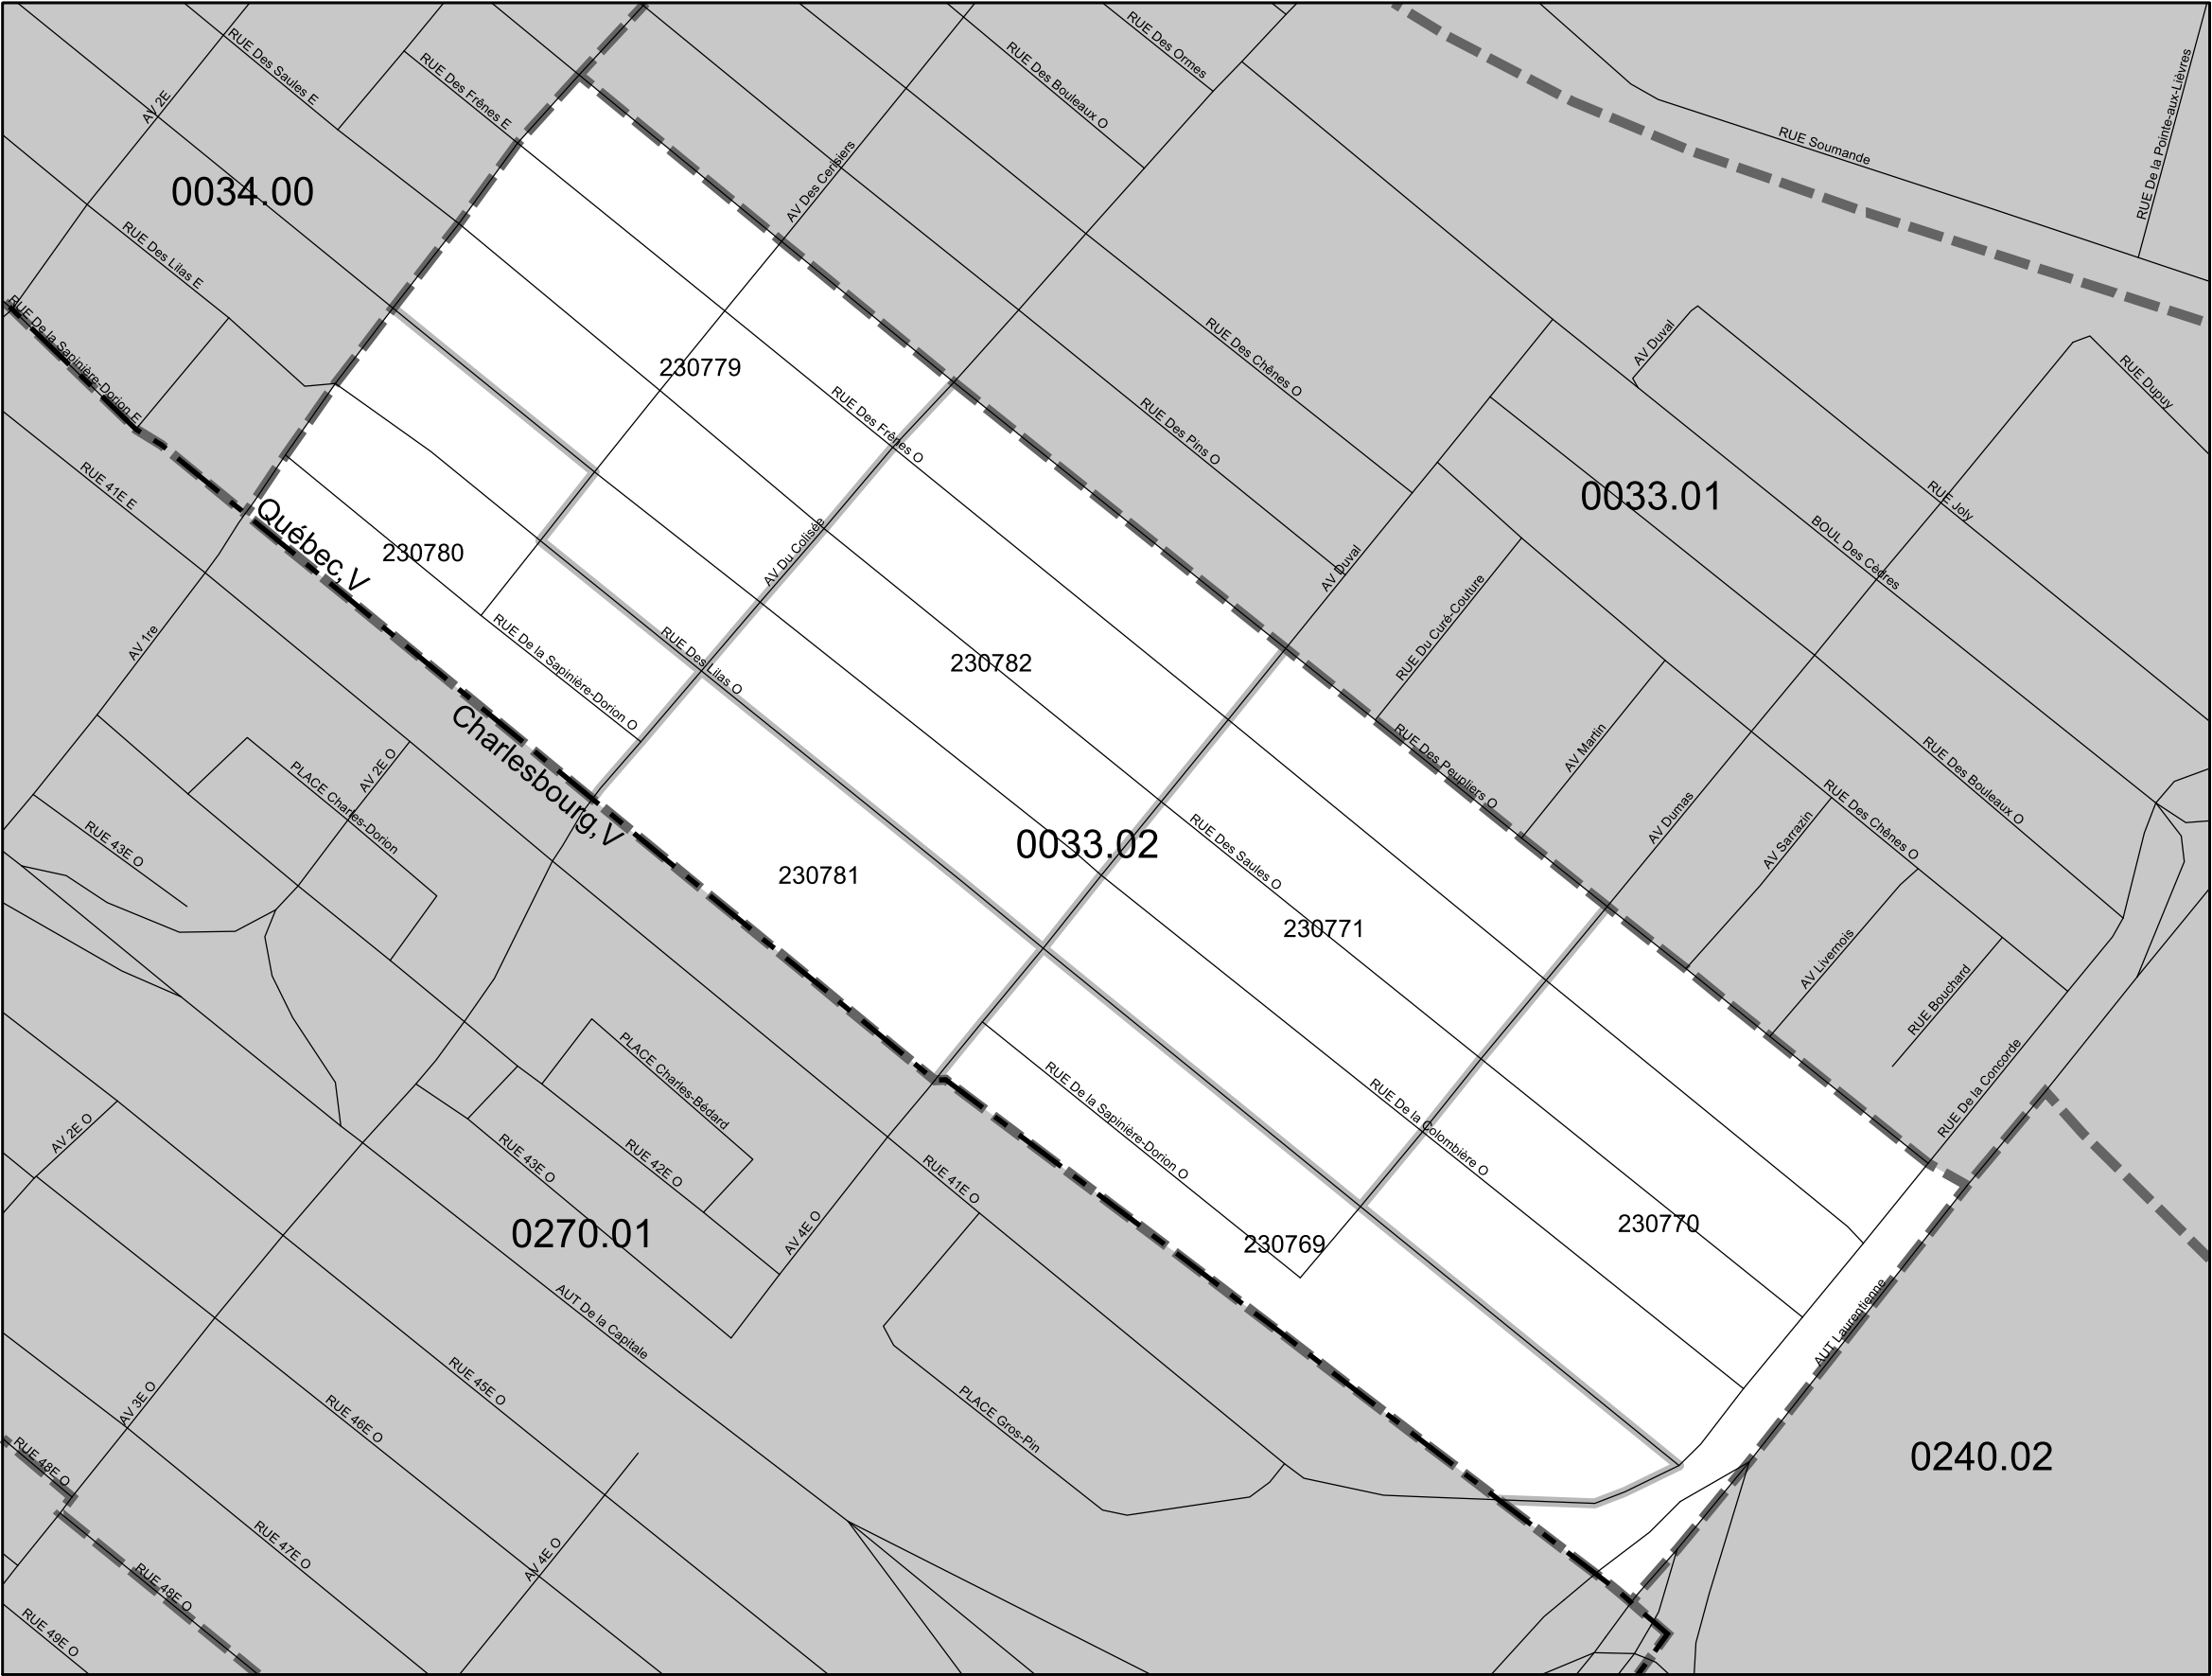 RUE Des Ormes
RUE Des Bouleaux O
RUE Des Saules E
RUE Des Frênes E
AV 2E
RUE Soumande
RUE De la Pointe-aux-Lièvres
AV Des Cerisiers
0034.00
RUE Des Lilas E
RUE De la Sapinière-Dorion E
AV Duval
RUE Des Chênes O
RUE Dupuy
230779
RUE Des Frênes O
RUE Des Pins O
RUE 41E E
0033.01
RUE Joly
BOUL Des Cèdres
Québec,V
230780
AV Du Colisée
AV Duval
RUE Du Curé-Couture
AV 1re
RUE De la Sapinière-Dorion O
RUE Des Lilas O
230782
Charlesbourg,V
AV Martin
RUE Des Peupliers O
RUE Des Bouleaux O
AV 2E O
PLACE Charles-Dorion
AV Dumas
RUE Des Chênes O
RUE 43E O
0033.02
RUE Des Saules O
AV Sarrazin
230781
230771
AV Livernois
RUE Bouchard
PLACE Charles-Bédard
RUE De la Concorde
RUE De la Sapinière-Dorion O
RUE De la Colombière O
AV 2E O
RUE 43E O
RUE 42E O
RUE 41E O
0270.01
AV 4E O
230769
230770
AUT De la Capitale
AUT Laurentienne
RUE 45E O
AV 3E O
RUE 46E O
PLACE Gros-Pin
0240.02
RUE 48E O
RUE 47E O
AV 4E O
RUE 48E O
RUE 49E O